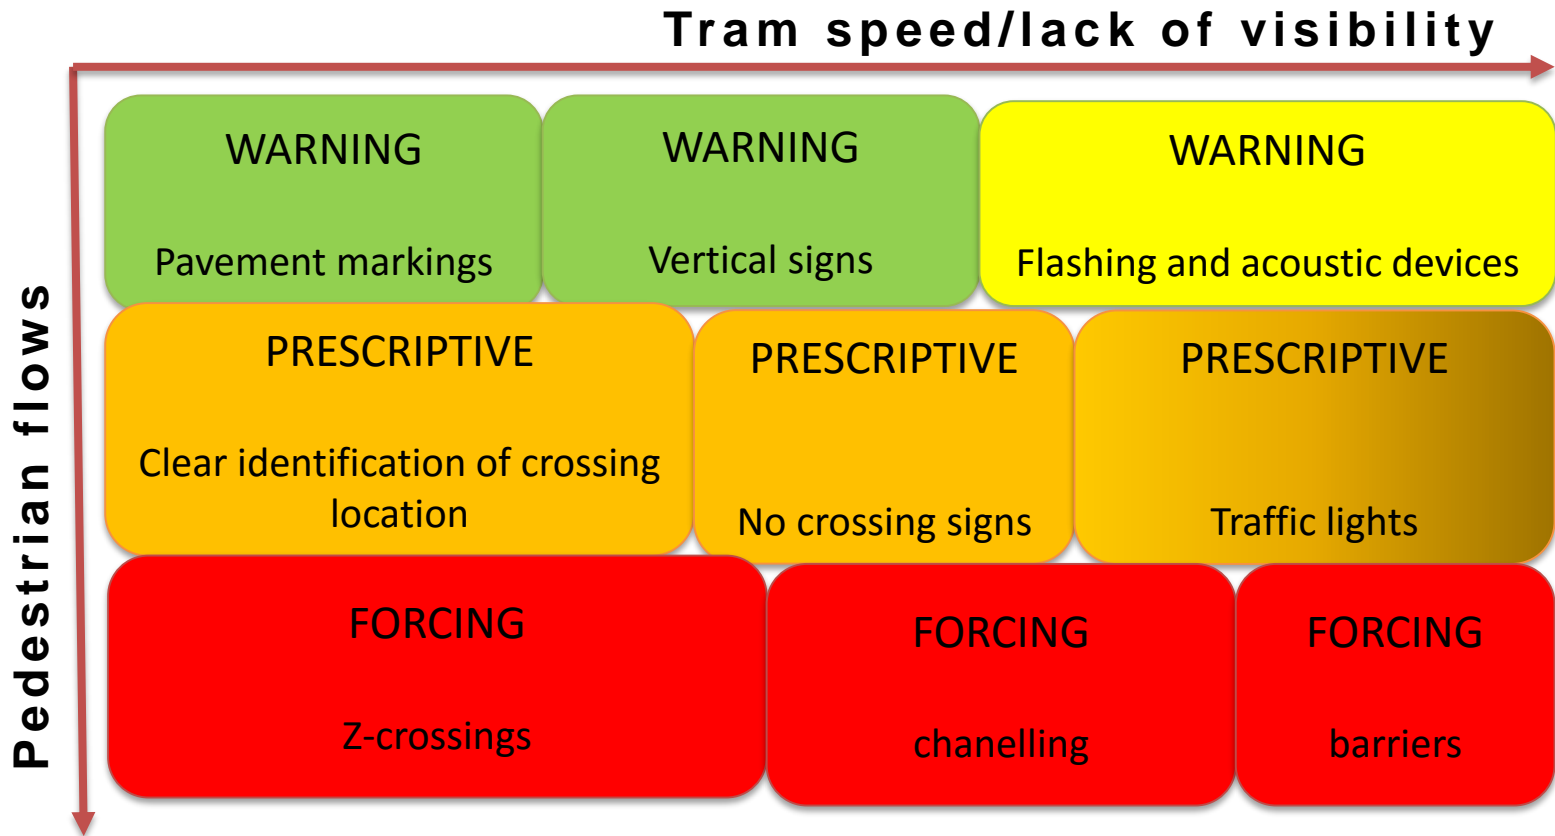 Tram speed/lack of visibility
Pedestrian flows
WARNING
Pavement markings
WARNING
Vertical signs
WARNING
Flashing and acoustic devices
PRESCRIPTIVE
Clear identification of crossing
location
PRESCRIPTIVE
No crossing signs
PRESCRIPTIVE
Traffic lights
FORCING
Z-crossings
FORCING
chanelling
FORCING
barriers